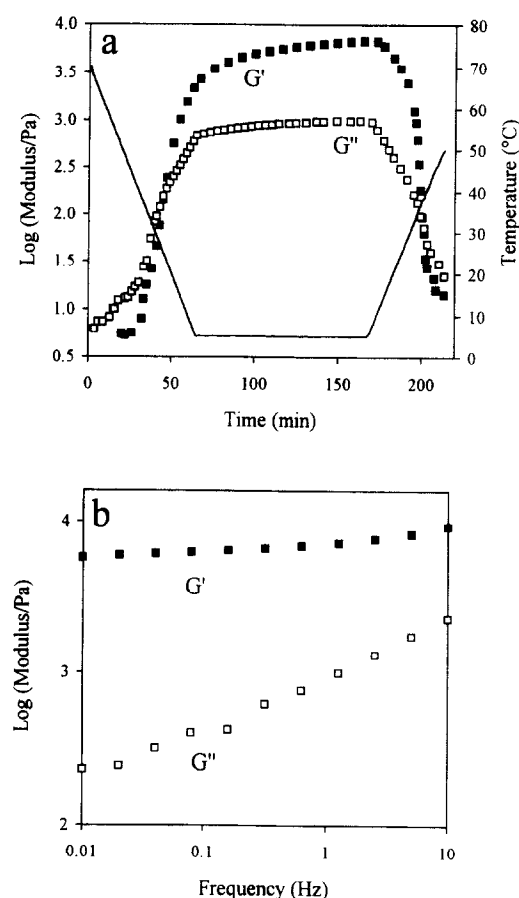 a
Log (Modulus/Pa)
4.0
3.5
3.0
2.5
2.0
1.5
1.0
0.5
G'
G"
80
70
60
50
40
30
20
10
0
Temperature (°C)
0
50
100
150
200
Time (min)
b
Log (Modulus/Pa)
4
3
2
G'
G"
0.01
0.1
1
10
Frequency (Hz)